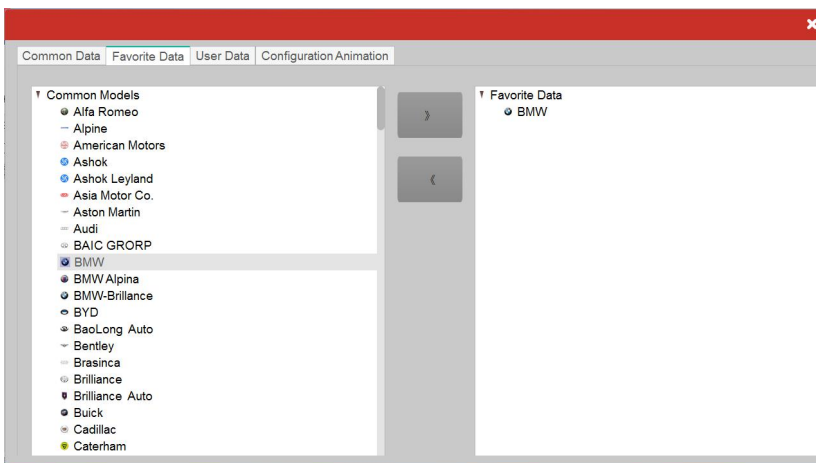 Common Data Favorite Data User Data Configuration Animation
Common Models
Alfa Romeo
Alpine
American Motors
Ashok
Ashok Leyland
Asia Motor Co.
Aston Martin
Audi
BAIC GRORP
BMW
BMW Alpina
BMW-Brillance
BYD
BaoLong Auto
Bentley
Brasinca
Brilliance
Brilliance Auto
Buick
Cadillac
Caterham
》
《
Favorite Data
BMW